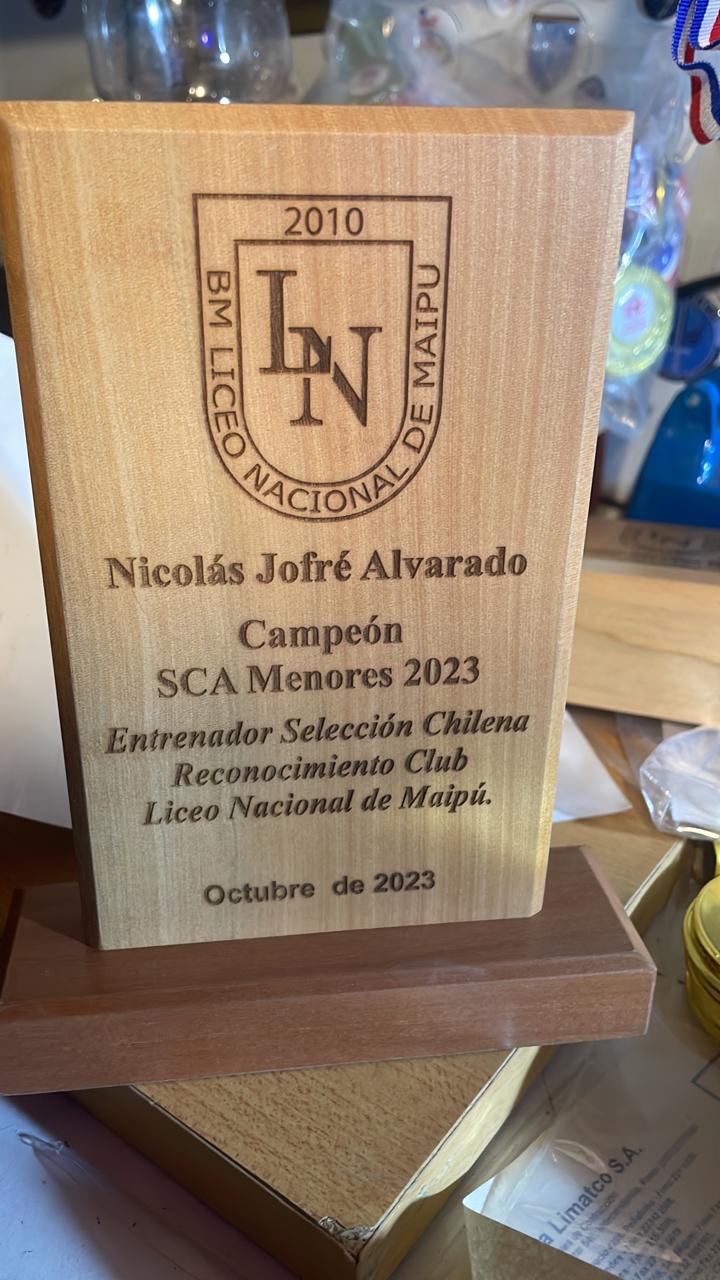 2010
BM LICEO NACIONAL DE MAIPU
LN
Nicolás Jofré Alvarado
Campeón
SCA Menores 2023
Entrenador Selección Chilena
Reconocimiento Club
Liceo Nacional de Maipú.
Octubre de 2023
a Limatco S.A.